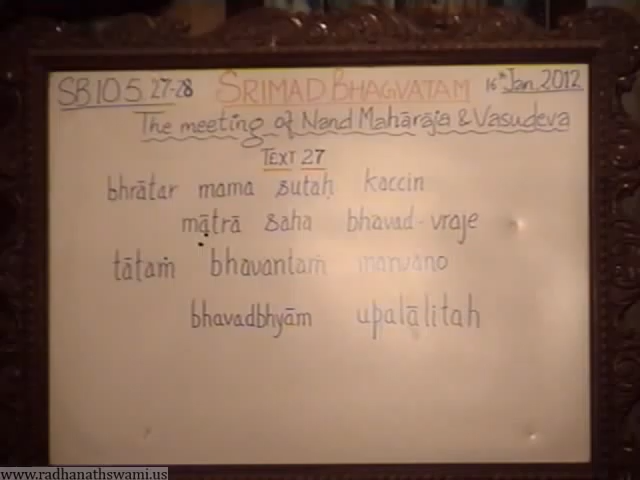 SB 10 5 27-28 SRIMAD BHAGVATAM 16th Jan 2012
The meeting of Nand Mahārāja & Vasudeva
TEXT 27
bhrātar mama sutaḥ kaccin
mātrā saha bhavad-vraje
tātaṁ bhavantaṁ manvāno
bhavadbhyām upalālitaḥ
www.radhanathswami.us